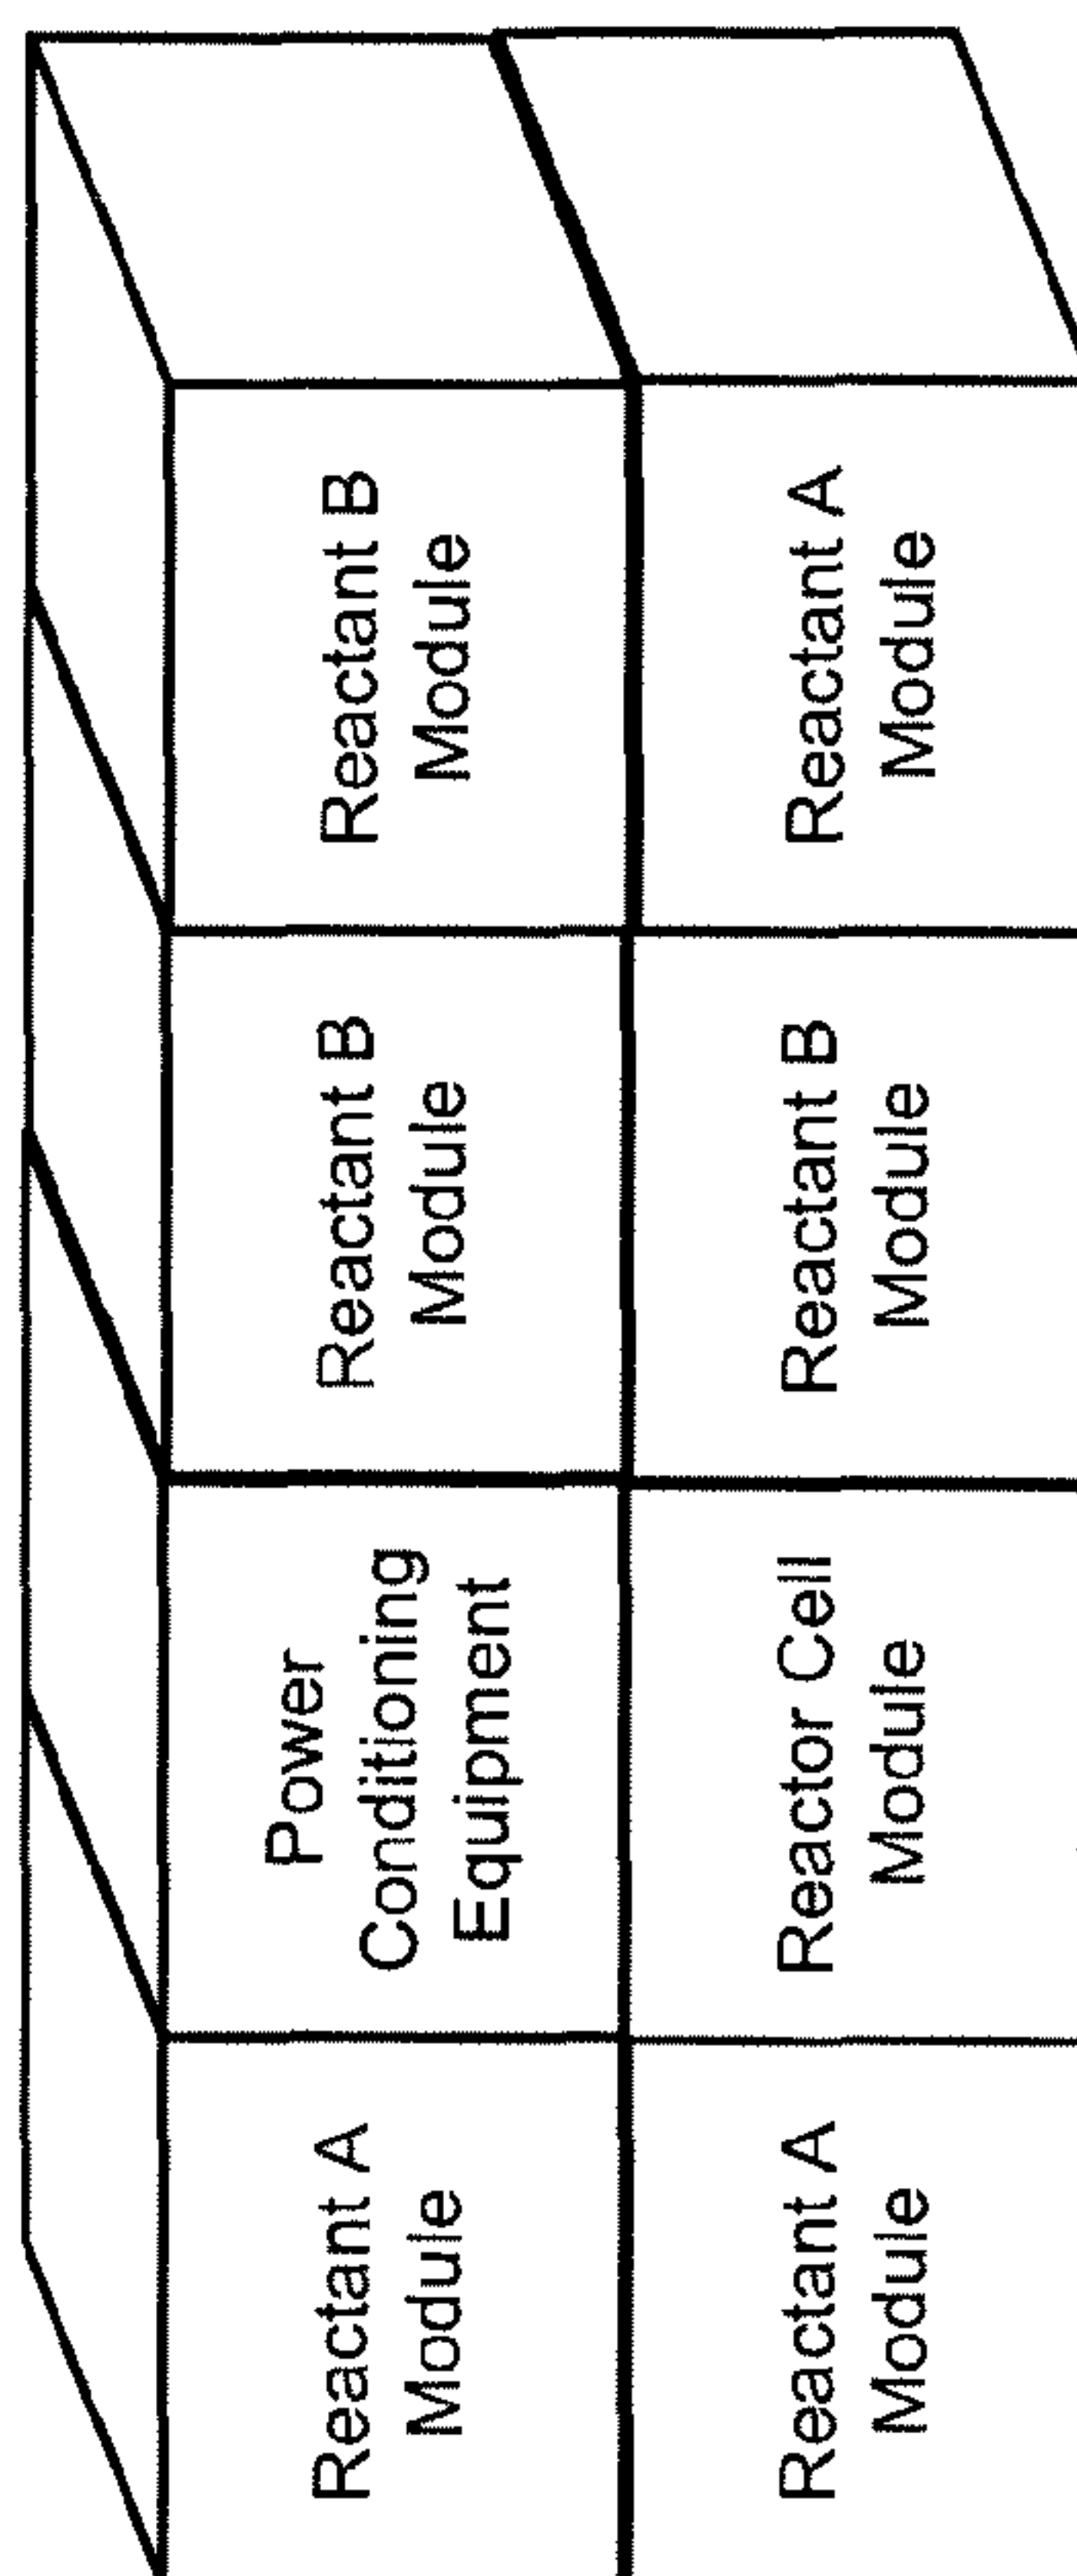 Reactant A
Module
Power
Conditioning
Equipment
Reactant B
Module
Reactant B
Module
Reactant A
Module
Reactor Cell
Module
Reactant B
Module
Reactant A
Module